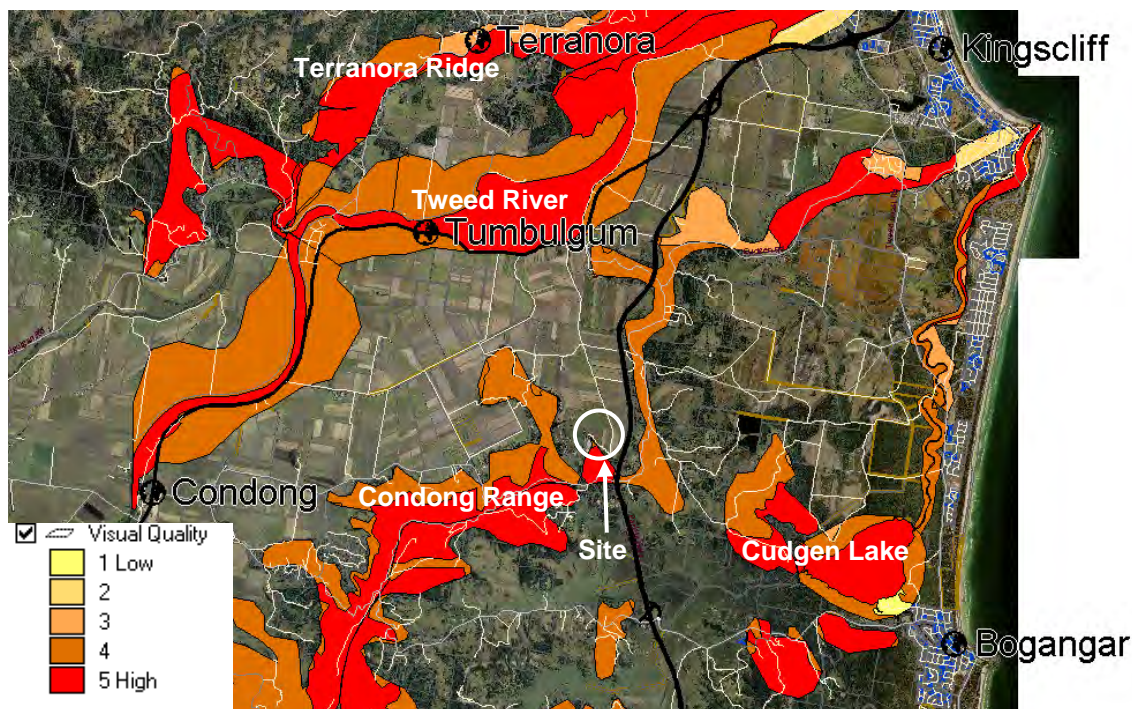 Terranora
Kingscliff
Terranora Ridge
Tweed River
Tumbulgum
Condong
Condong Range
Site
Cudgen Lake
Bogangar
Visual Quality
1 Low
2
3
4
5 High